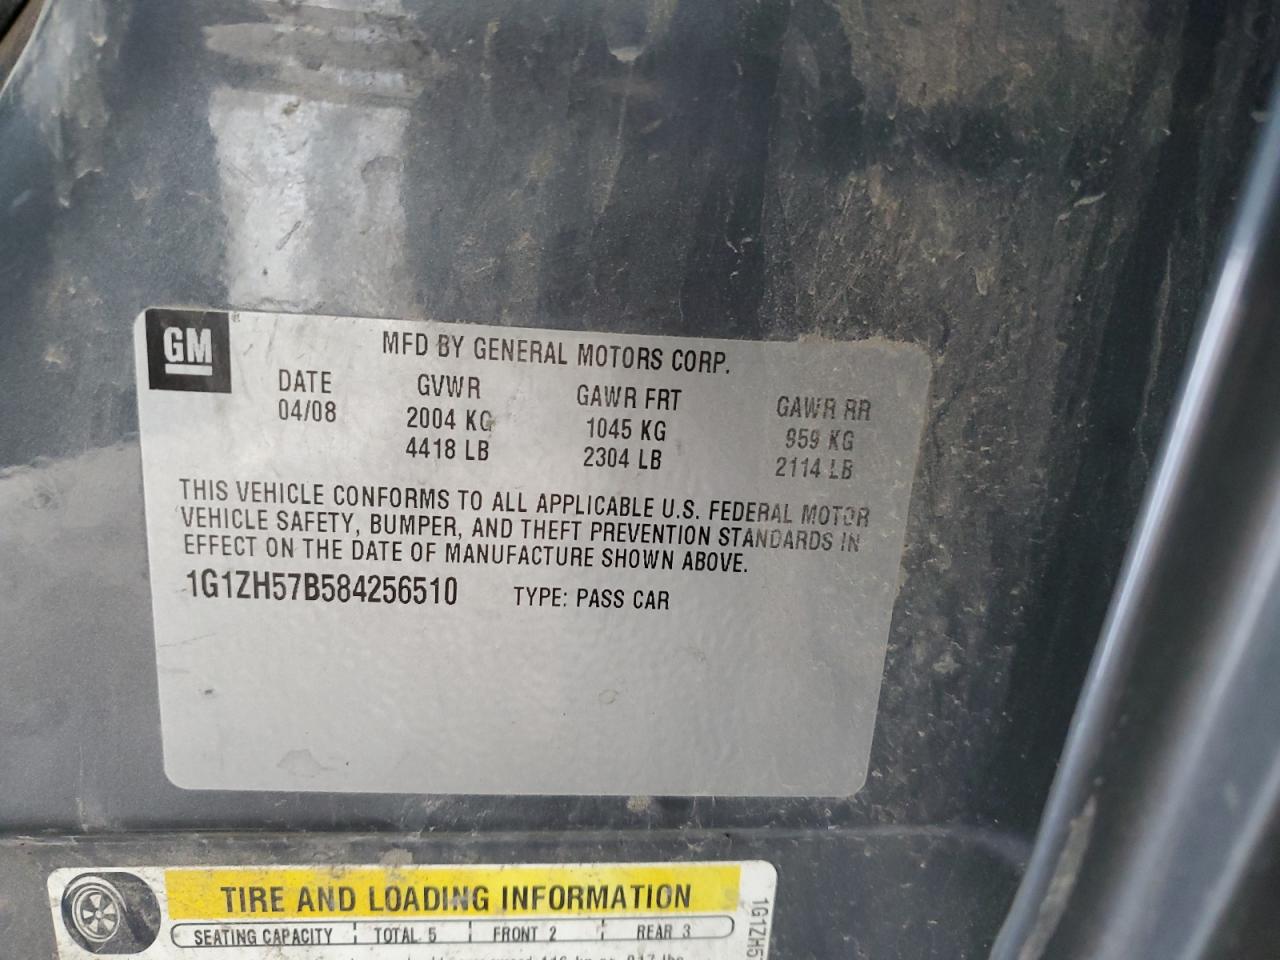 GM
MFD BY GENERAL MOTORS CORP.
DATE GVWR GAWR FRT GAWR RR
04/08 2004 KG 1045 KG 959 KG
4418 LB 2304 LB 2114 LB
THIS VEHICLE CONFORMS TO ALL APPLICABLE U.S. FEDERAL MOTOR
VEHICLE SAFETY, BUMPER, AND THEFT PREVENTION STANDARDS IN
EFFECT ON THE DATE OF MANUFACTURE SHOWN ABOVE.
1G1ZH57B584256510 TYPE: PASS CAR
TIRE AND LOADING INFORMATION
SEATING CAPACITY TOTAL 5 FRONT 2 REAR 3
1G1ZH5